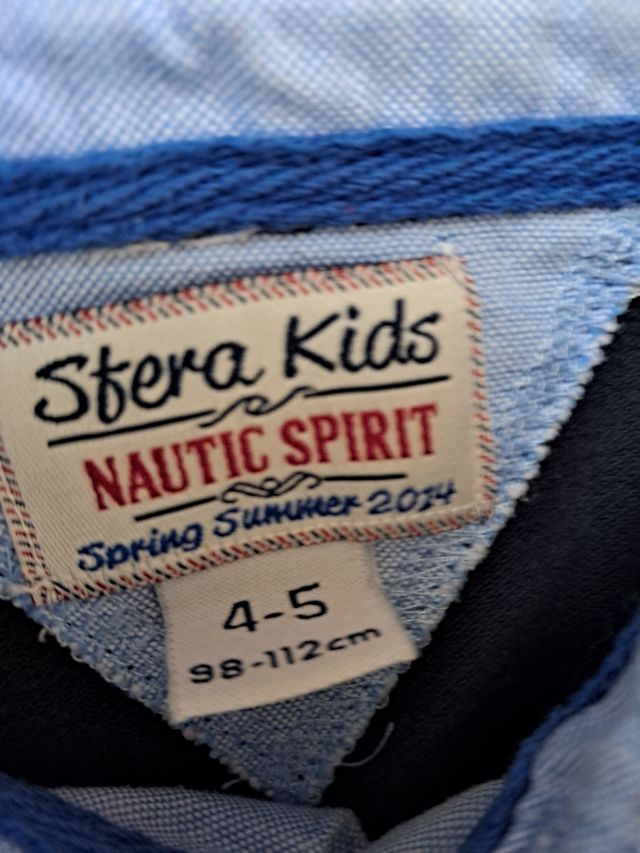 Sfera Kids
NAUTIC SPIRIT
Spring Summer 2014
4-5
98-112cm